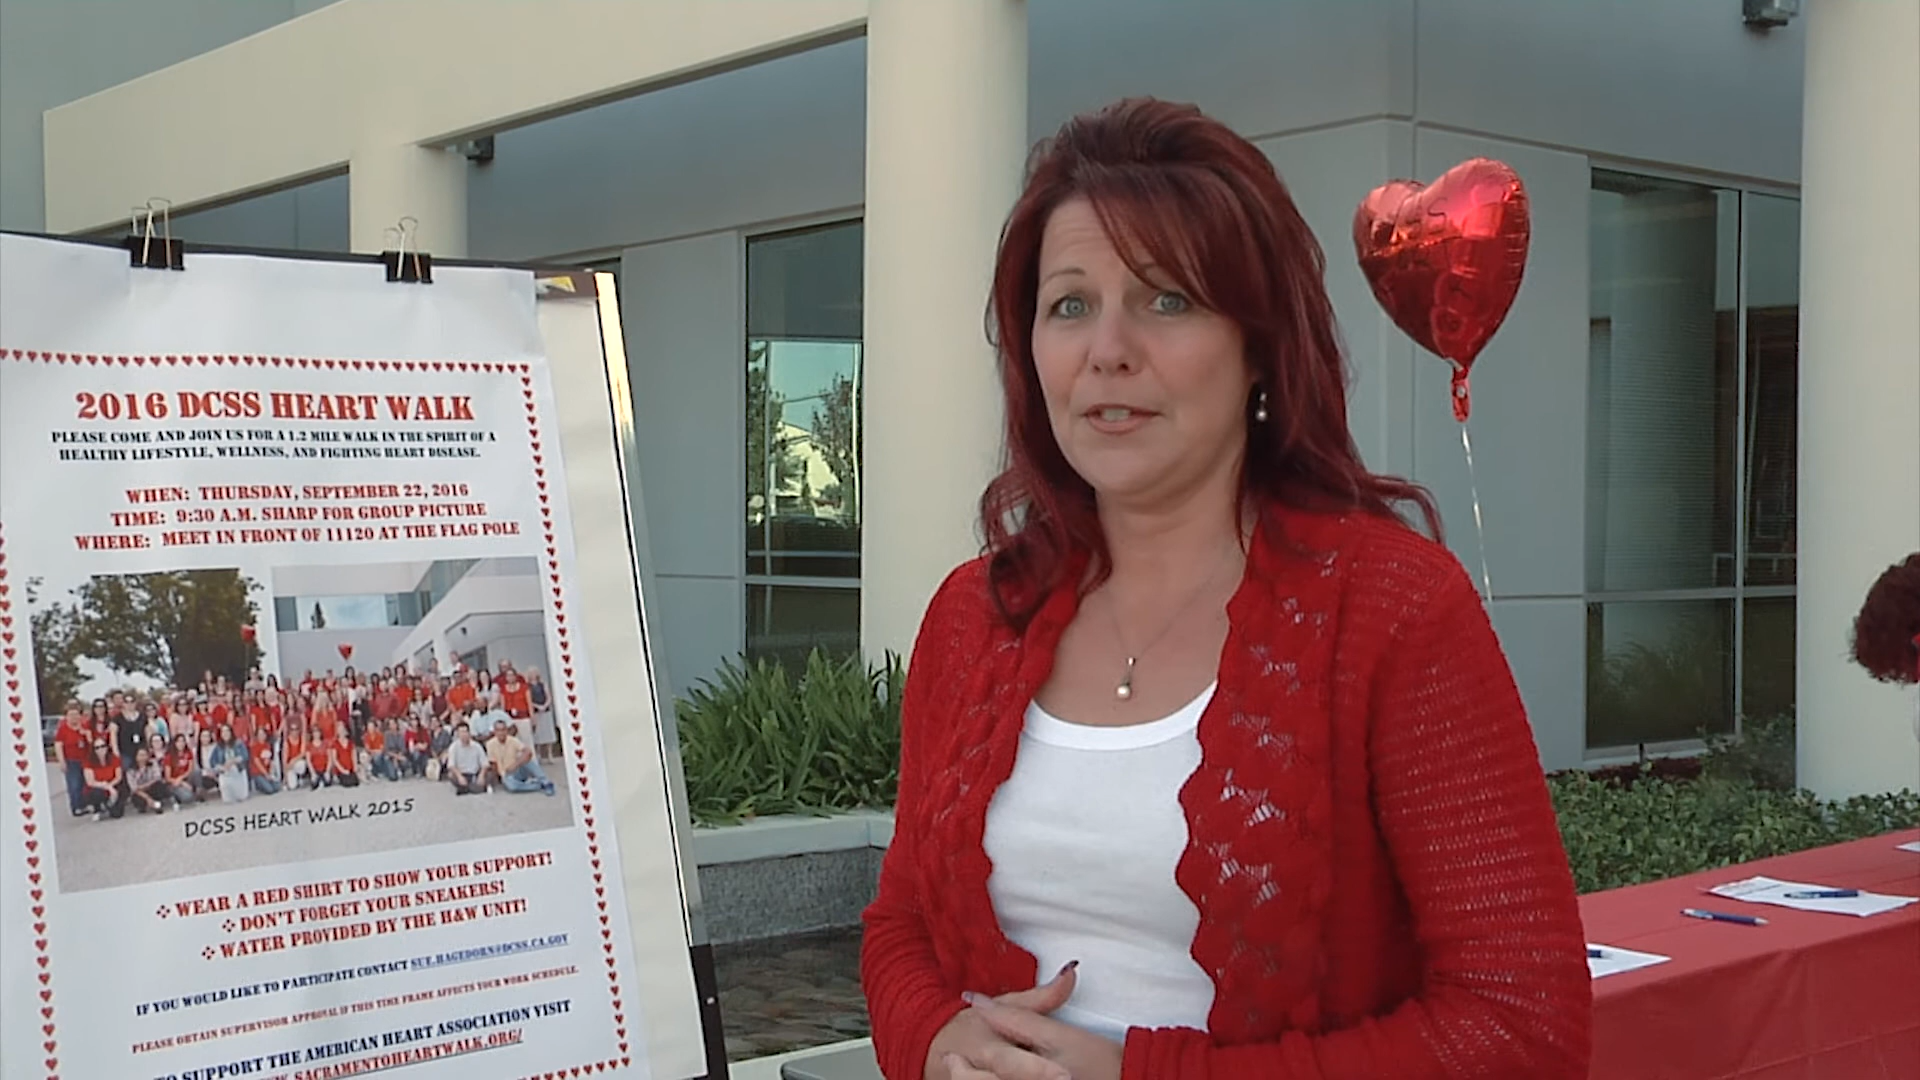 2016 DCSS HEART WALK
PLEASE COME AND JOIN US FOR A 1.2 MILE WALK IN THE SPIRIT OF A
HEALTHY LIFESTYLE, WELLNESS, AND FIGHTING HEART DISEASE.
WHEN: THURSDAY, SEPTEMBER 22, 2016
TIME: 9:30 A.M. SHARP FOR GROUP PICTURE
WHERE: MEET IN FRONT OF 11120 AT THE FLAG POLE
DCSS HEART WALK 2015
❖ WEAR A RED SHIRT TO SHOW YOUR SUPPORT!
❖ DON'T FORGET YOUR SNEAKERS!
❖ WATER PROVIDED BY THE H&W UNIT!
IF YOU WOULD LIKE TO PARTICIPATE CONTACT SUE.HAGEDORN@DCSS.CA.GOV
PLEASE OBTAIN SUPERVISOR APPROVAL IF THIS TIME FRAME AFFECTS YOUR WORK SCHEDULE.
TO SUPPORT THE AMERICAN HEART ASSOCIATION VISIT
.SACRAMENTOHEARTWALK.ORG/